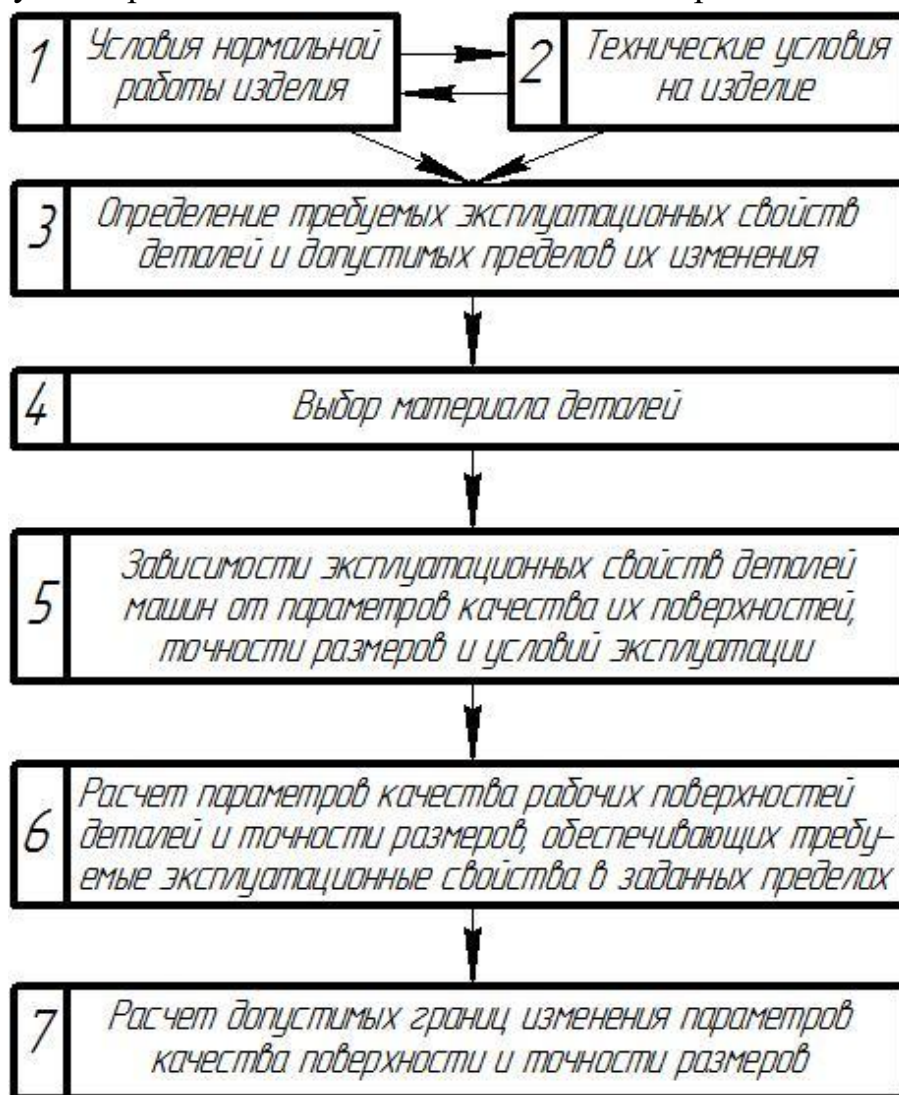 1
Условия нормальной
работы изделия
2
Технические условия
на изделие
3
Определение требуемых эксплуатационных свойств
деталей и допустимых пределов их изменения
4
Выбор материала деталей
5
Зависимости эксплуатационных свойств деталей
машин от параметров качества их поверхностей,
точности размеров и условий эксплуатации
6
Расчет параметров качества рабочих поверхностей
деталей и точности размеров, обеспечивающих требу-
емые эксплуатационные свойства в заданных пределах
7
Расчет допустимых границ изменения параметров
качества поверхности и точности размеров